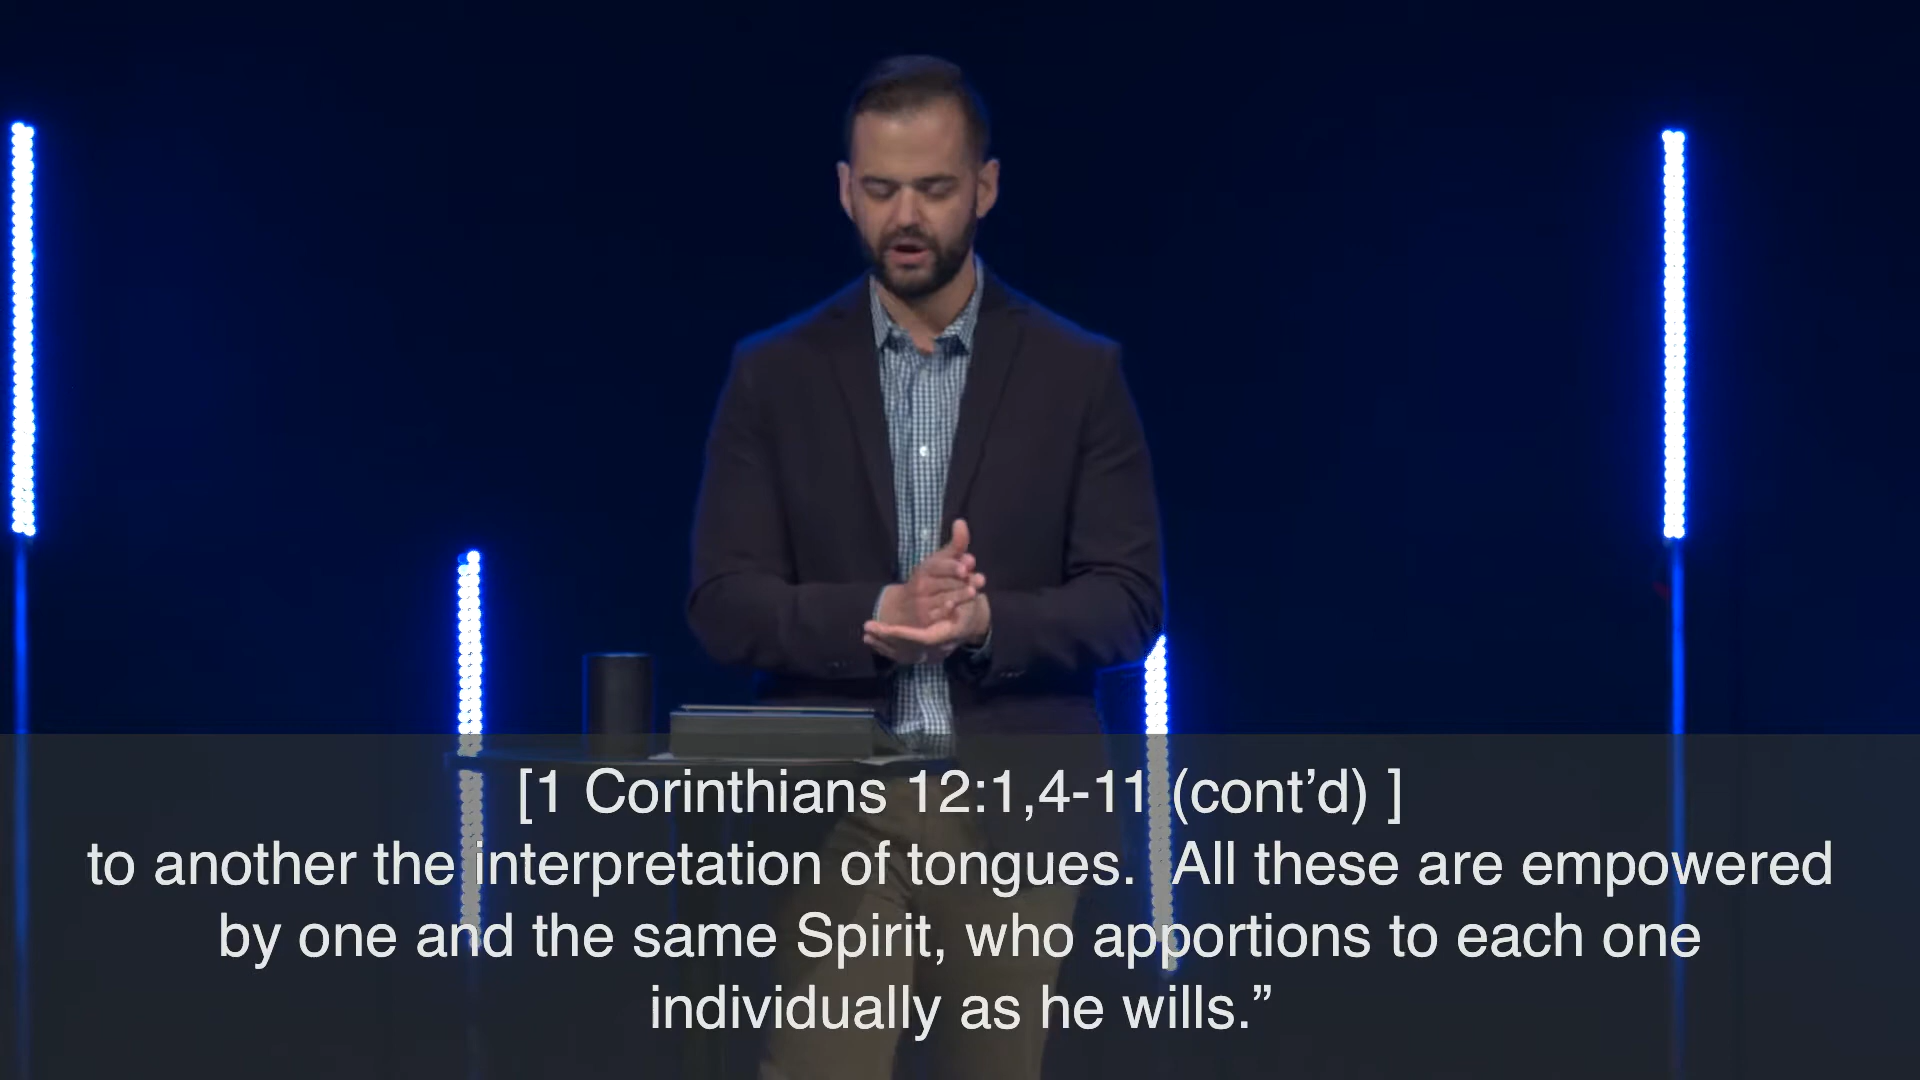 [1 Corinthians 12:1,4-11 (cont’d) ]
to another the interpretation of tongues.  All these are empowered
by one and the same Spirit, who apportions to each one
individually as he wills.”